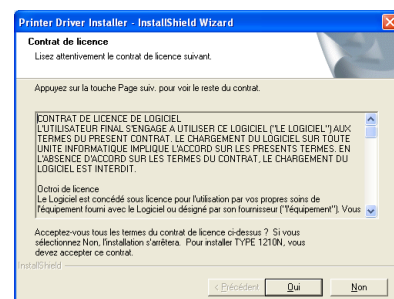 Printer Driver Installer - InstallShield Wizard
Contrat de licence
Lisez attentivement le contrat de licence suivant.
Appuyez sur la touche Page suiv. pour voir le reste du contrat.
CONTRAT DE LICENCE DE LOGICIEL
L'UTILISATEUR FINAL S'ENGAGE A UTILISER CE LOGICIEL ("LE LOGICIEL") AUX
TERMES DU PRESENT CONTRAT. LE CHARGEMENT DU LOGICIEL SUR TOUTE
UNITE INFORMATIQUE IMPLIQUE L'ACCORD SUR LES PRESENTS TERMES. EN
L'ABSENCE D'ACCORD SUR LES TERMES DU CONTRAT, LE CHARGEMENT DU
LOGICIEL EST INTERDIT.
Octroi de licence
Le Logiciel est concédé sous licence pour l'utilisation par vos propres soins de
l'équipement fourni avec le Logiciel ou désigné par son fournisseur ("l'équipement"). Vous
Acceptez-vous tous les termes du contrat de licence ci-dessus ? Si vous
sélectionnez Non, l'installation s'arrêtera. Pour installer TYPE 1210N, vous
devez accepter ce contrat.
InstallShield
< Précédent
Oui
Non